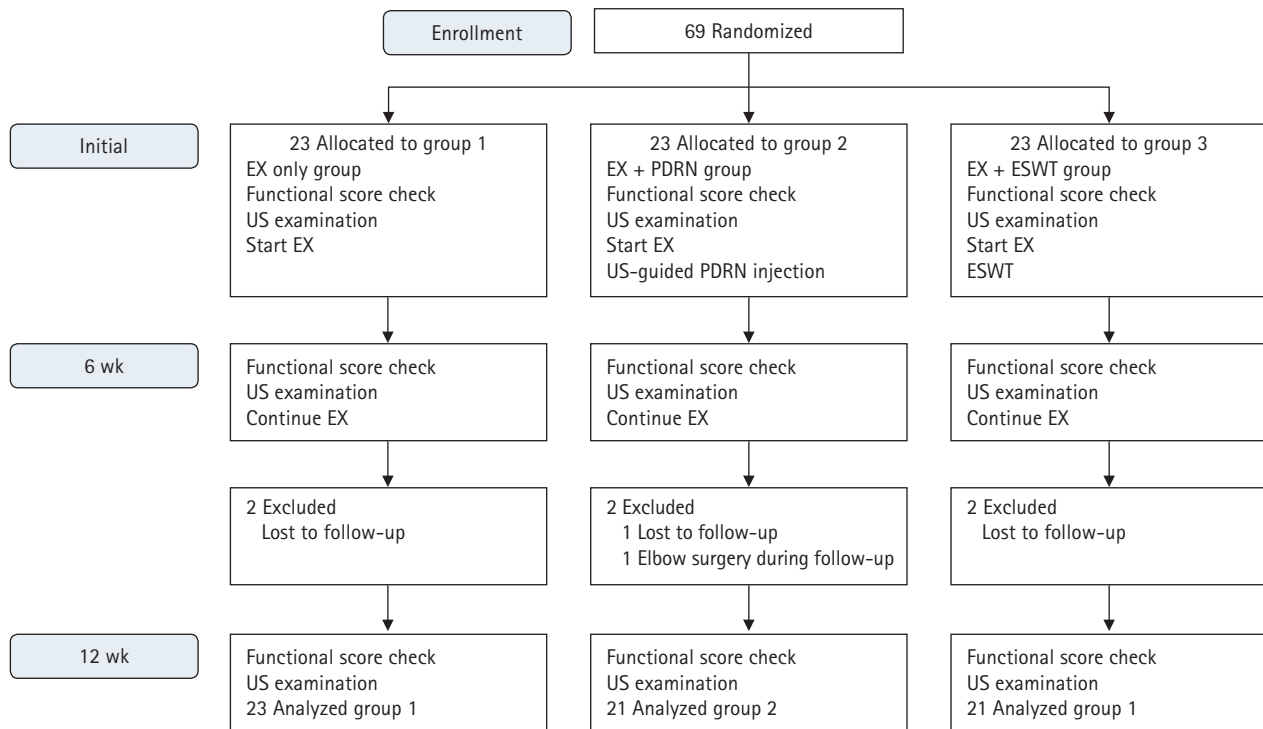 Enrollment
69 Randomized
Initial
23 Allocated to group 1
EX only group
Functional score check
US examination
Start EX
23 Allocated to group 2
EX + PDRN group
Functional score check
US examination
Start EX
US-guided PDRN injection
23 Allocated to group 3
EX + ESWT group
Functional score check
US examination
Start EX
ESWT
6 wk
Functional score check
US examination
Continue EX
Functional score check
US examination
Continue EX
Functional score check
US examination
Continue EX
2 Excluded
Lost to follow-up
2 Excluded
1 Lost to follow-up
1 Elbow surgery during follow-up
2 Excluded
Lost to follow-up
12 wk
Functional score check
US examination
23 Analyzed group 1
Functional score check
US examination
21 Analyzed group 2
Functional score check
US examination
21 Analyzed group 1